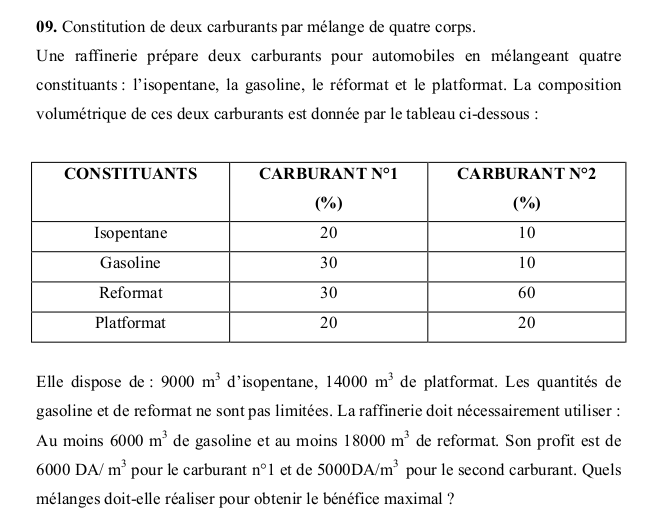 09. Constitution de deux carburants par mélange de quatre corps.
Une raffinerie prépare deux carburants pour automobiles en mélangeant quatre
constituants : l’isopentane, la gasoline, le réformat et le platformat. La composition
volumétrique de ces deux carburants est donnée par le tableau ci-dessous :
CONSTITUANTS CARBURANT N°1 CARBURANT N°2
(%) (%)
Isopentane 20 10
Gasoline 30 10
Reformat 30 60
Platformat 20 20
Elle dispose de : 9000 m³ d’isopentane, 14000 m³ de platformat. Les quantités de
gasoline et de reformat ne sont pas limitées. La raffinerie doit nécessairement utiliser :
Au moins 6000 m³ de gasoline et au moins 18000 m³ de reformat. Son profit est de
6000 DA/ m³ pour le carburant n°1 et de 5000DA/m³ pour le second carburant. Quels
mélanges doit-elle réaliser pour obtenir le bénéfice maximal ?